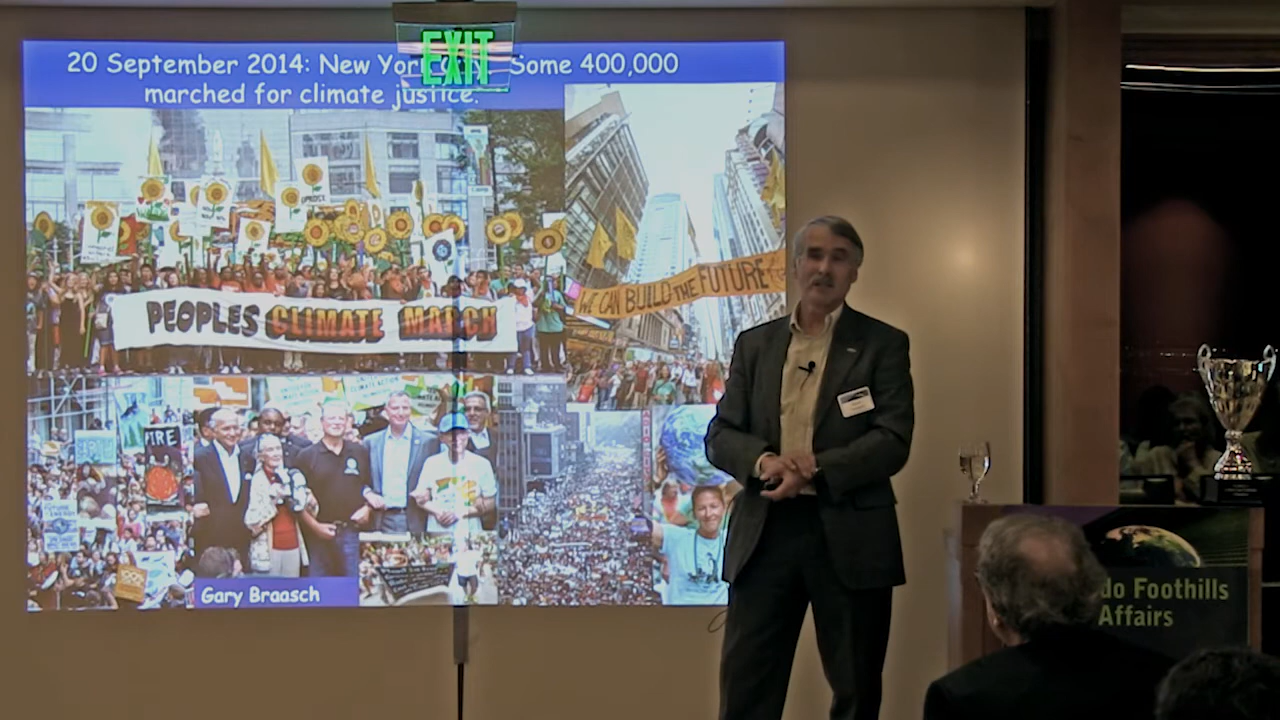 EXIT
20 September 2014: New York City. Some 400,000
marched for climate justice.
WE CAN BUILD THE FUTURE
PEOPLES CLIMATE MARCH
FIRE
Gary Braasch
do Foothills
Affairs